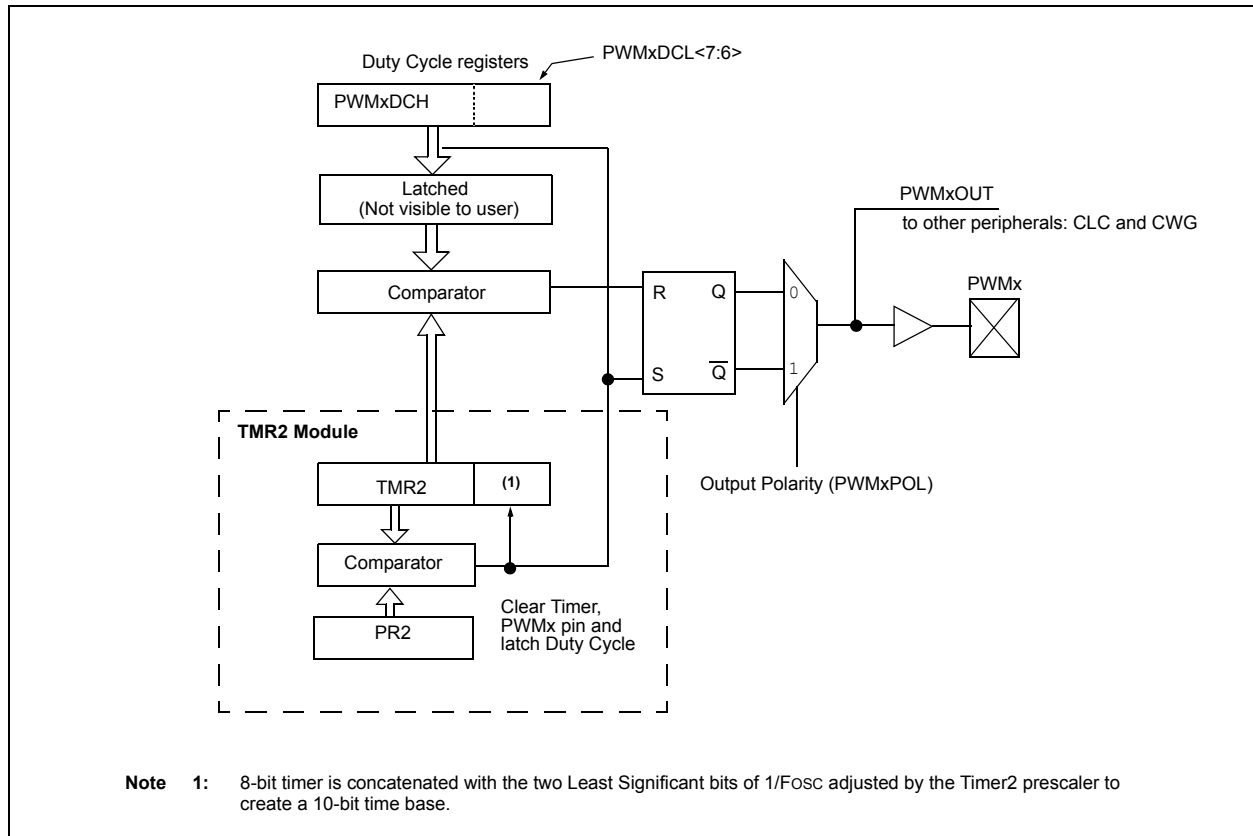 Duty Cycle registers
PWMxDCL<7:6>
PWMxDCH
Latched
(Not visible to user)
Comparator
R
Q
S
Q̅
0
1
PWMxOUT
to other peripherals: CLC and CWG
PWMx
Output Polarity (PWMxPOL)
TMR2 Module
TMR2
(1)
Comparator
PR2
Clear Timer,
PWMx pin and
latch Duty Cycle
Note 1: 8-bit timer is concatenated with the two Least Significant bits of 1/FOSC adjusted by the Timer2 prescaler to
create a 10-bit time base.